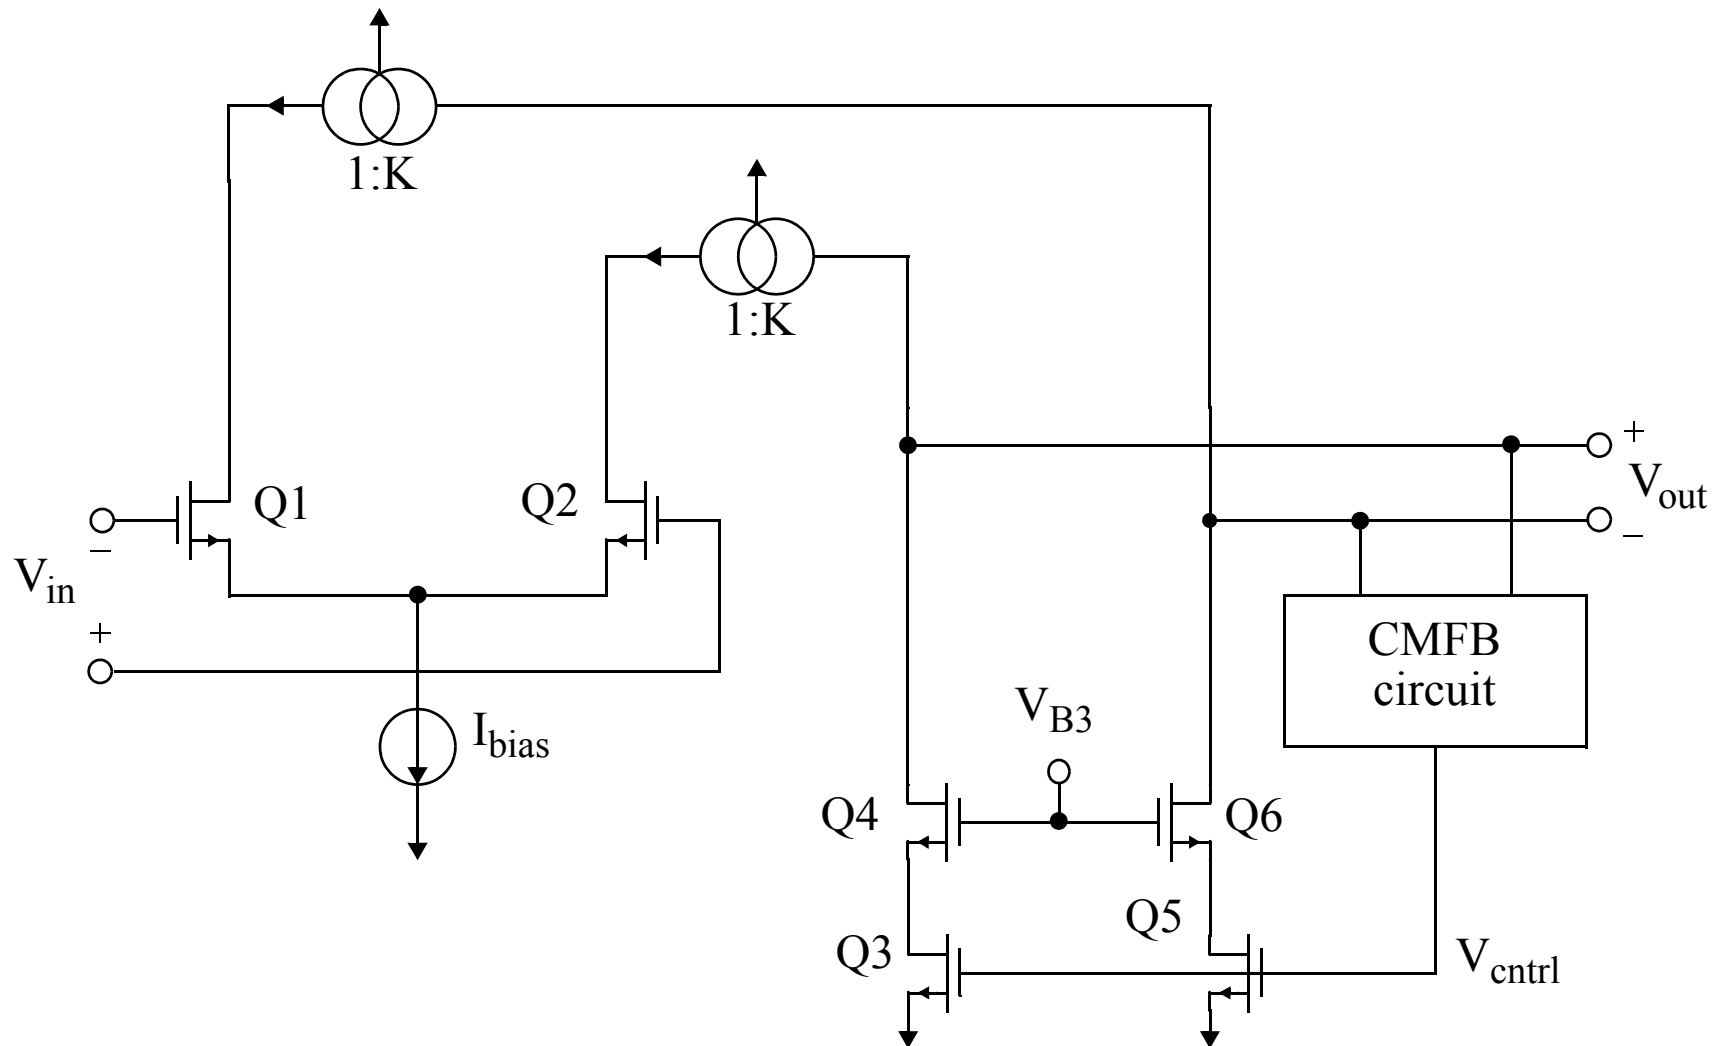 1:K
1:K
+
V_out
−
Q1
Q2
−
V_in
+
CMFB
circuit
V_B3
I_bias
Q4
Q6
Q5
Q3
V_cntrl